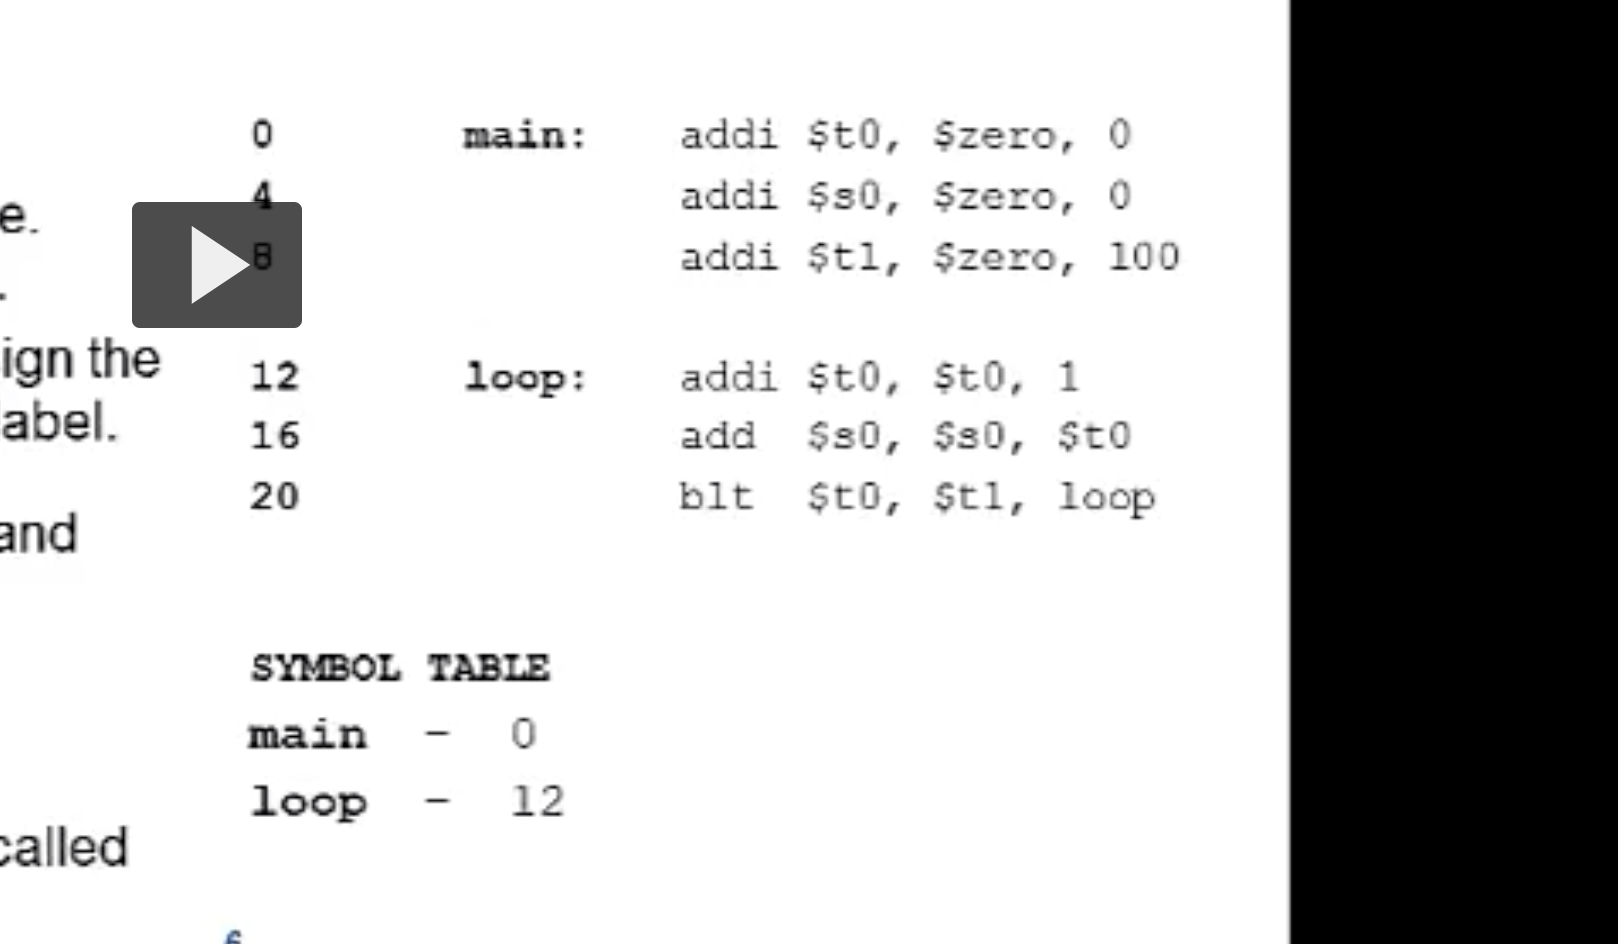 0 main: addi $t0, $zero, 0
4 addi $s0, $zero, 0
e.
8 addi $t1, $zero, 100
.
ign the
12 loop: addi $t0, $t0, 1
abel.
16 add $s0, $s0, $t0
20 blt $t0, $t1, loop
and
SYMBOL TABLE
main - 0
loop - 12
called
6